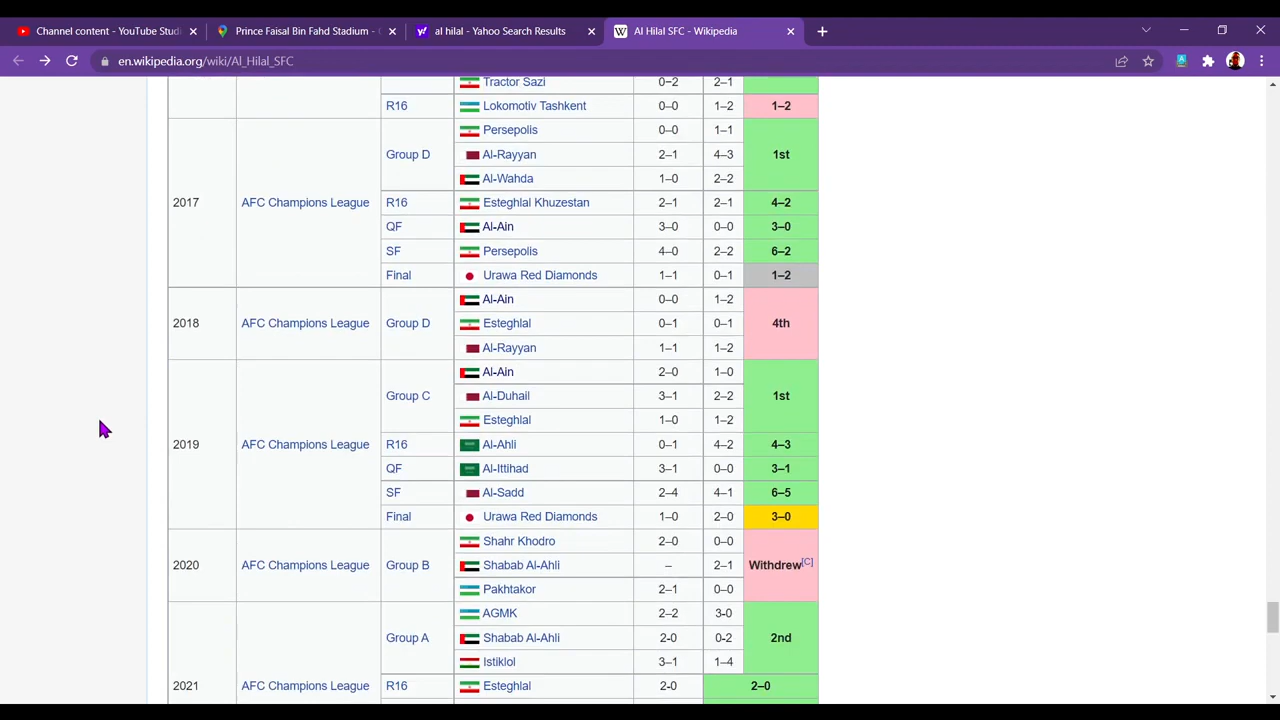 Channel content - YouTube Stud
Prince Faisal Bin Fahd Stadium -
al hilal - Yahoo Search Results
Al Hilal SFC - Wikipedia
en.wikipedia.org/wiki/Al_Hilal_SFC
Tractor Sazi 0–2 2–1
R16 Lokomotiv Tashkent 0–0 1–2 1–2
Persepolis 0–0 1–1
Group D Al-Rayyan 2–1 4–3 1st
Al-Wahda 1–0 2–2
2017 AFC Champions League R16 Esteghlal Khuzestan 2–1 2–1 4–2
QF Al-Ain 3–0 0–0 3–0
SF Persepolis 4–0 2–2 6–2
Final Urawa Red Diamonds 1–1 0–1 1–2
Al-Ain 0–0 1–2
2018 AFC Champions League Group D Esteghlal 0–1 0–1 4th
Al-Rayyan 1–1 1–2
Al-Ain 2–0 1–0
Group C Al-Duhail 3–1 2–2 1st
Esteghlal 1–0 1–2
2019 AFC Champions League R16 Al-Ahli 0–1 4–2 4–3
QF Al-Ittihad 3–1 0–0 3–1
SF Al-Sadd 2–4 4–1 6–5
Final Urawa Red Diamonds 1–0 2–0 3–0
Shahr Khodro 2–0 0–0
2020 AFC Champions League Group B Shabab Al-Ahli – 2–1 Withdrew[C]
Pakhtakor 2–1 0–0
AGMK 2–2 3-0
Group A Shabab Al-Ahli 2-0 0-2 2nd
Istiklol 3–1 1–4
2021 AFC Champions League R16 Esteghlal 2-0 2–0